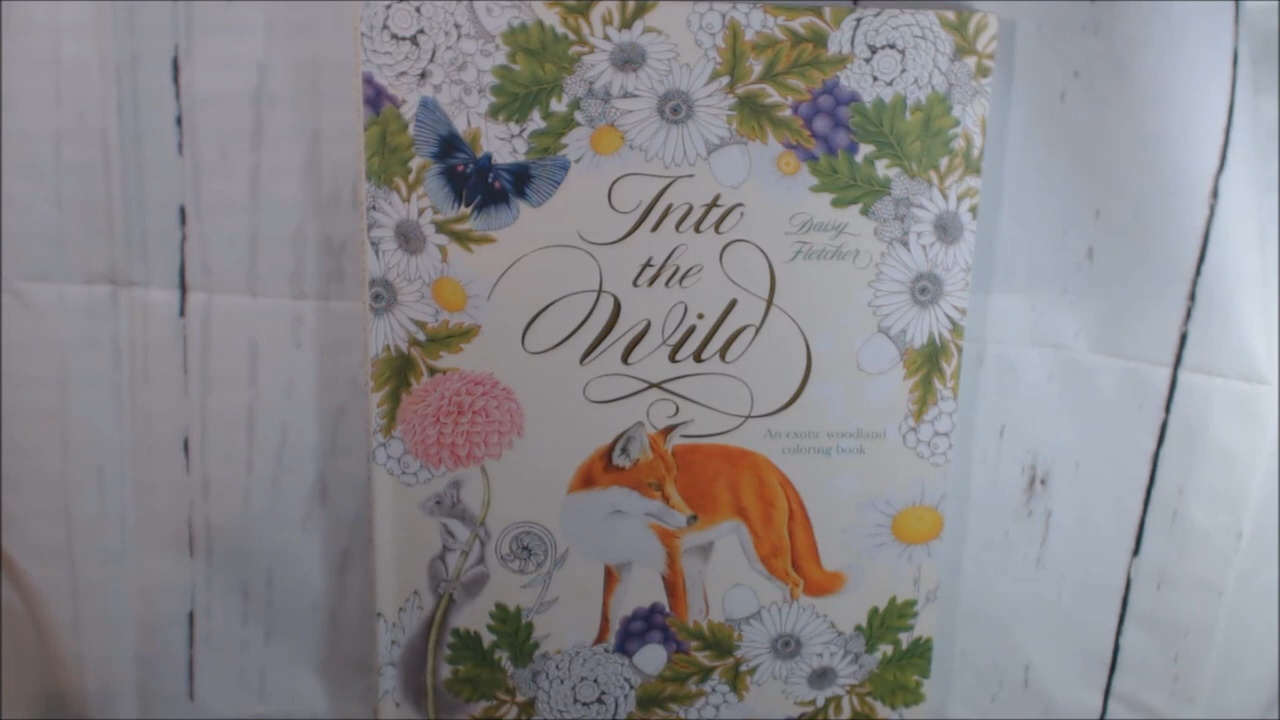 Into
the
Wild
Daisy
Fletcher
An exotic woodland
coloring book